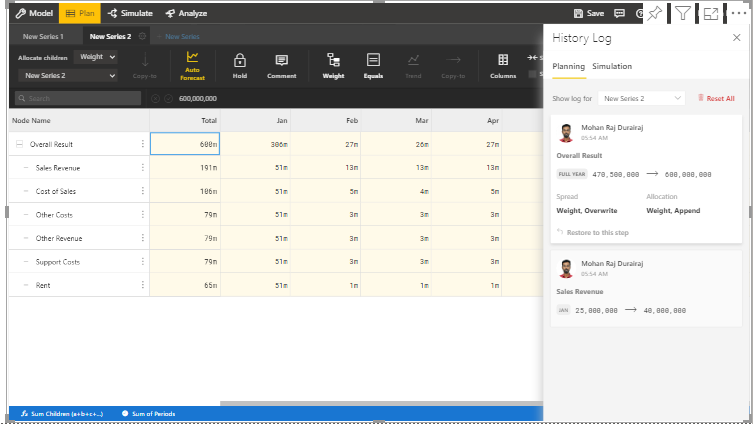 Model Plan Simulate Analyze Save
New Series 1 New Series 2 New Series
Allocate children Weight
New Series 2
Copy-to
Auto
Forecast
Hold Comment Weight Equals Trend Copy-to Columns
Search 600,000,000
Node Name Total Jan Feb Mar Apr
Overall Result 600m 306m 27m 26m 27m
Sales Revenue 191m 51m 13m 13m 13m
Cost of Sales 106m 51m 5m 4m 5m
Other Costs 79m 51m 3m 3m 3m
Other Revenue 79m 51m 3m 3m 3m
Support Costs 79m 51m 3m 3m 3m
Rent 65m 51m 1m 1m 1m
fx Sum Children (a+b+c+...) Sum of Periods
History Log
Planning Simulation
Show log for New Series 2 Reset All
Mohan Raj Durairaj
05:54 AM
Overall Result
FULL YEAR 470,500,000 → 600,000,000
Spread Allocation
Weight, Overwrite Weight, Append
Restore to this step
Mohan Raj Durairaj
05:54 AM
Sales Revenue
JAN 25,000,000 → 40,000,000